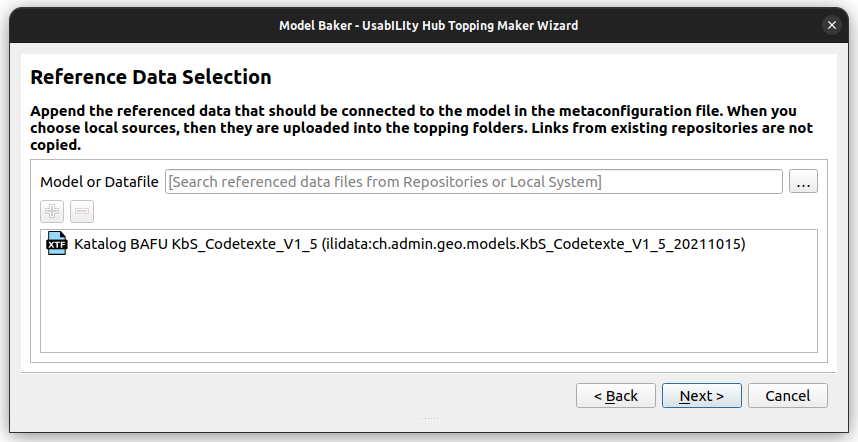 Model Baker - UsabILIty Hub Topping Maker Wizard
Reference Data Selection
Append the referenced data that should be connected to the model in the metaconfiguration file. When you
choose local sources, then they are uploaded into the topping folders. Links from existing repositories are not
copied.
Model or Datafile [Search referenced data files from Repositories or Local System] ...
XTF Katalog BAFU KbS_Codetexte_V1_5 (ilidata:ch.admin.geo.models.KbS_Codetexte_V1_5_20211015)
< Back Next > Cancel